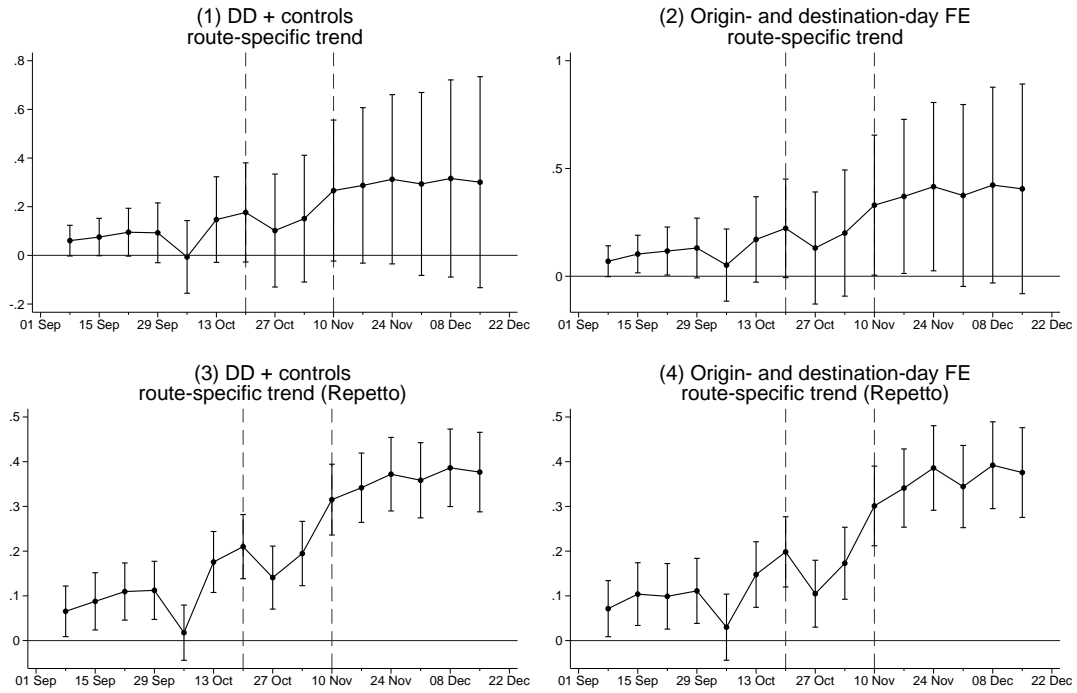 (1) DD + controls
route-specific trend
.8
.6
.4
.2
0
-.2
01 Sep 15 Sep 29 Sep 13 Oct 27 Oct 10 Nov 24 Nov 08 Dec 22 Dec
(2) Origin- and destination-day FE
route-specific trend
1
.5
0
01 Sep 15 Sep 29 Sep 13 Oct 27 Oct 10 Nov 24 Nov 08 Dec 22 Dec
(3) DD + controls
route-specific trend (Repetto)
.5
.4
.3
.2
.1
0
01 Sep 15 Sep 29 Sep 13 Oct 27 Oct 10 Nov 24 Nov 08 Dec 22 Dec
(4) Origin- and destination-day FE
route-specific trend (Repetto)
.5
.4
.3
.2
.1
0
01 Sep 15 Sep 29 Sep 13 Oct 27 Oct 10 Nov 24 Nov 08 Dec 22 Dec